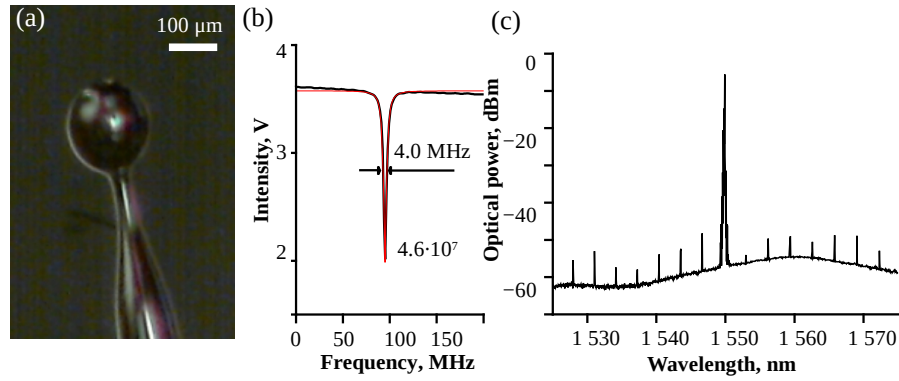 (a)
100 μm
(b)
4
3
2
Intensity, V
4.0 MHz
4.6·10⁷
0 50 100 150
Frequency, MHz
(c)
0
−20
−40
−60
Optical power, dBm
1 530 1 540 1 550 1 560 1 570
Wavelength, nm